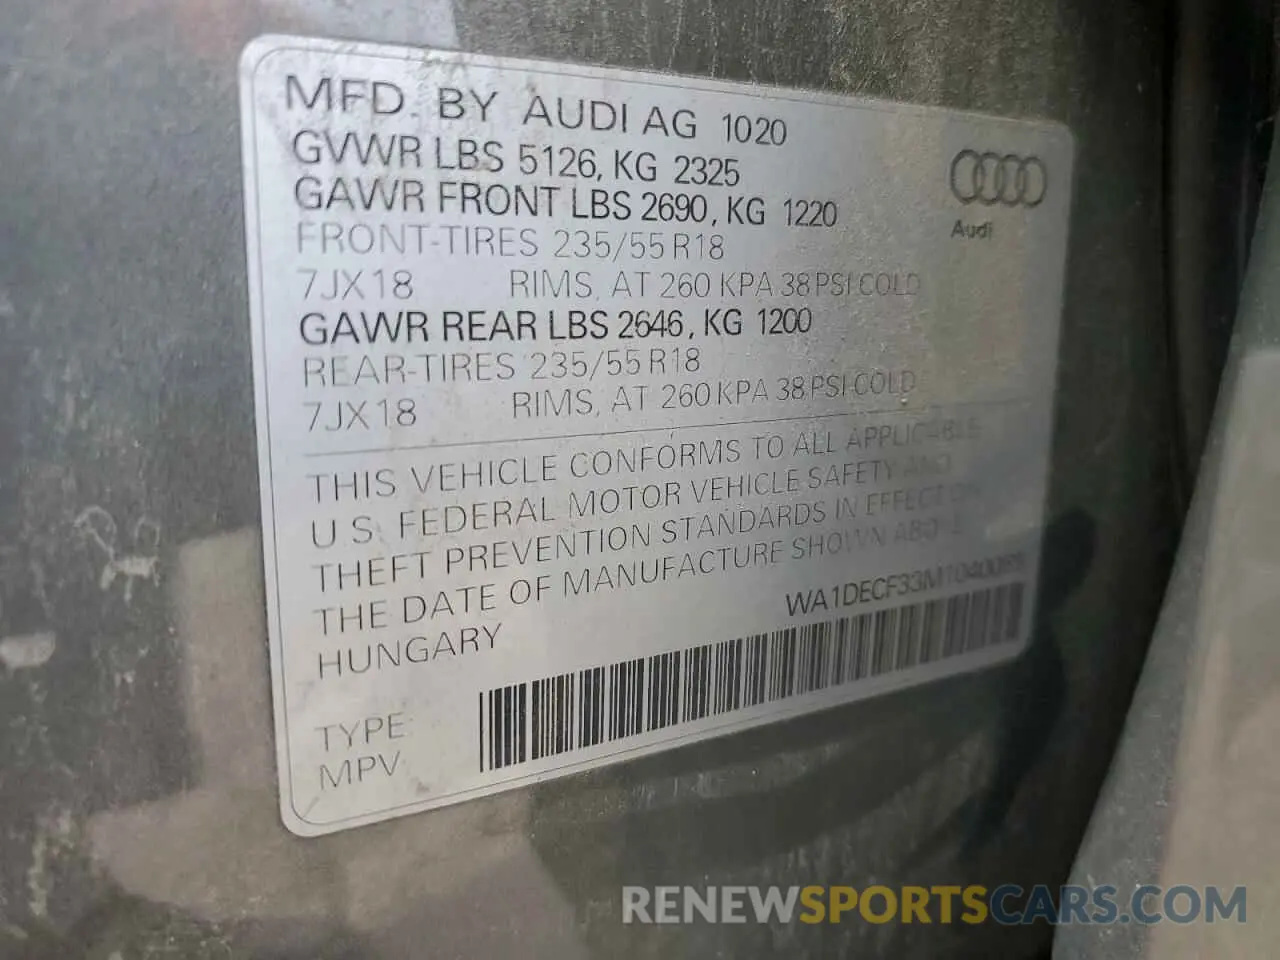 MFD. BY AUDI AG 1020
GVWR LBS 5126, KG 2325
GAWR FRONT LBS 2690, KG 1220
FRONT-TIRES 235/55 R18
7JX18 RIMS, AT 260 KPA 38 PSI COLD
GAWR REAR LBS 2646, KG 1200
REAR-TIRES 235/55 R18
7JX18 RIMS, AT 260 KPA 38 PSI COLD
Audi
THIS VEHICLE CONFORMS TO ALL APPLICABLE
U.S. FEDERAL MOTOR VEHICLE SAFETY AND
THEFT PREVENTION STANDARDS IN EFFECT ON
THE DATE OF MANUFACTURE SHOWN ABOVE
HUNGARY
TYPE:
MPV
RENEWSPORTSCARS.COM